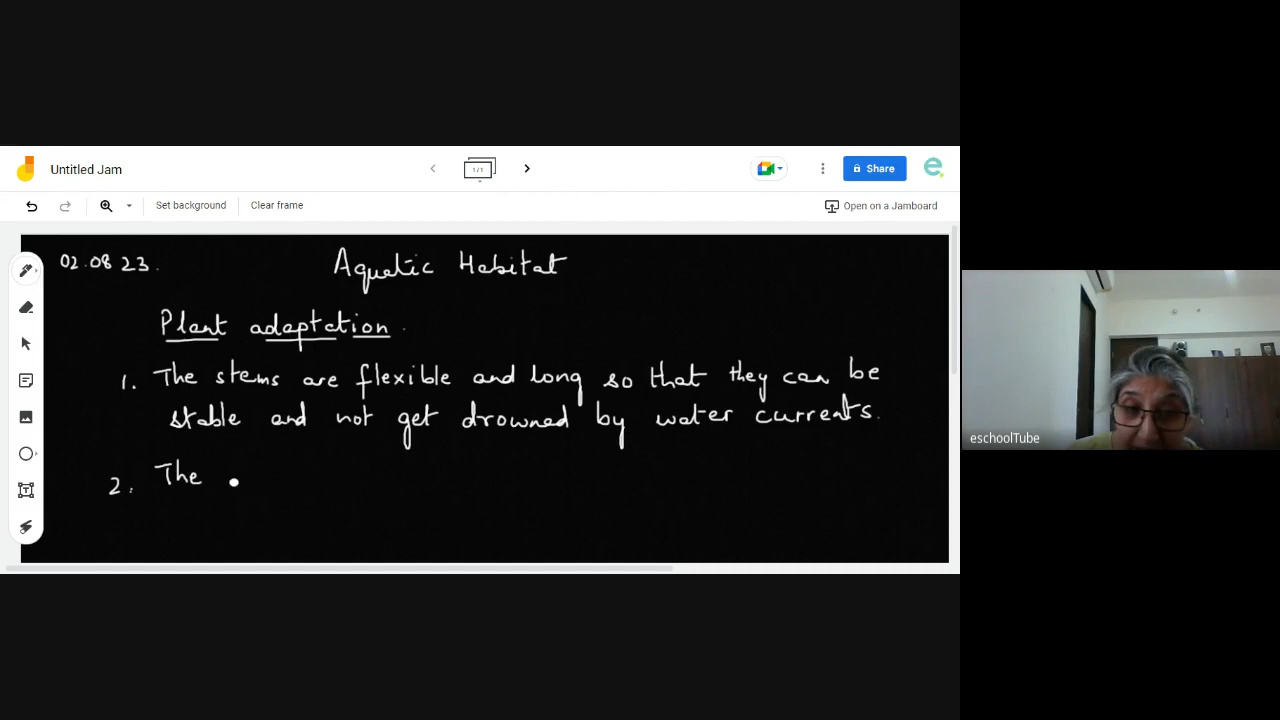 Untitled Jam
1/1
Share
Set background
Clear frame
Open on a Jamboard
02.08 23.
Aquatic Habitat
Plant adaptation.
1. The stems are flexible and long so that they can be
stable and not get drowned by water currents.
2. The
eschoolTube